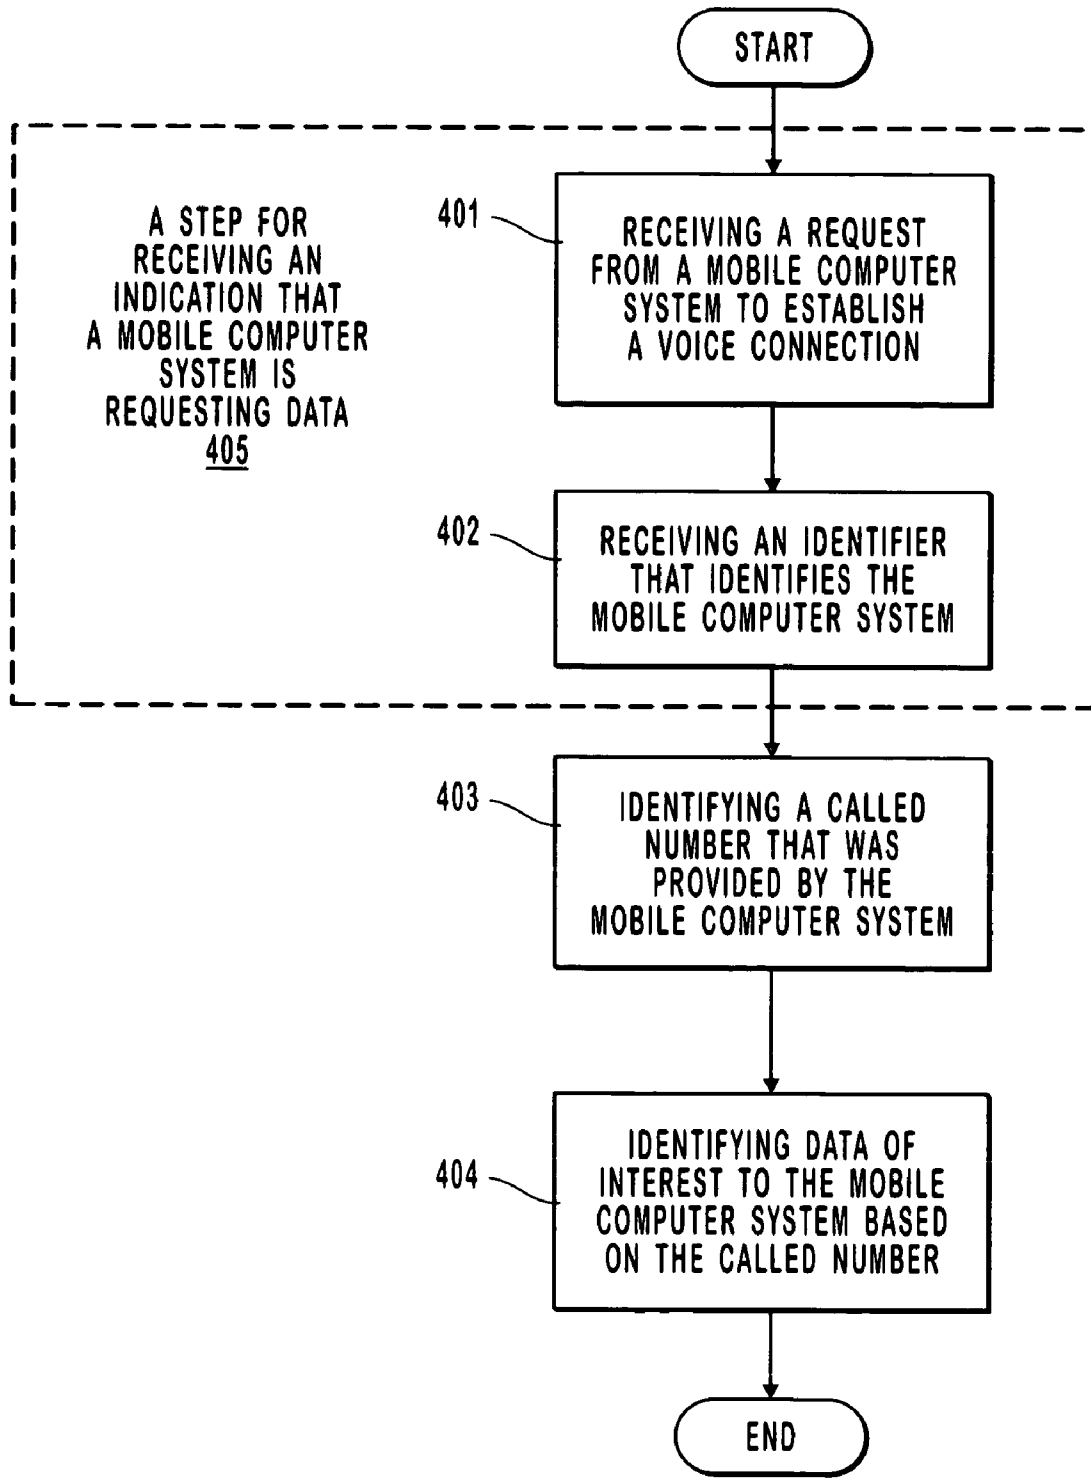 START
A STEP FOR
RECEIVING AN
INDICATION THAT
A MOBILE COMPUTER
SYSTEM IS
REQUESTING DATA
405
401
RECEIVING A REQUEST
FROM A MOBILE COMPUTER
SYSTEM TO ESTABLISH
A VOICE CONNECTION
402
RECEIVING AN IDENTIFIER
THAT IDENTIFIES THE
MOBILE COMPUTER SYSTEM
403
IDENTIFYING A CALLED
NUMBER THAT WAS
PROVIDED BY THE
MOBILE COMPUTER SYSTEM
404
IDENTIFYING DATA OF
INTEREST TO THE MOBILE
COMPUTER SYSTEM BASED
ON THE CALLED NUMBER
END